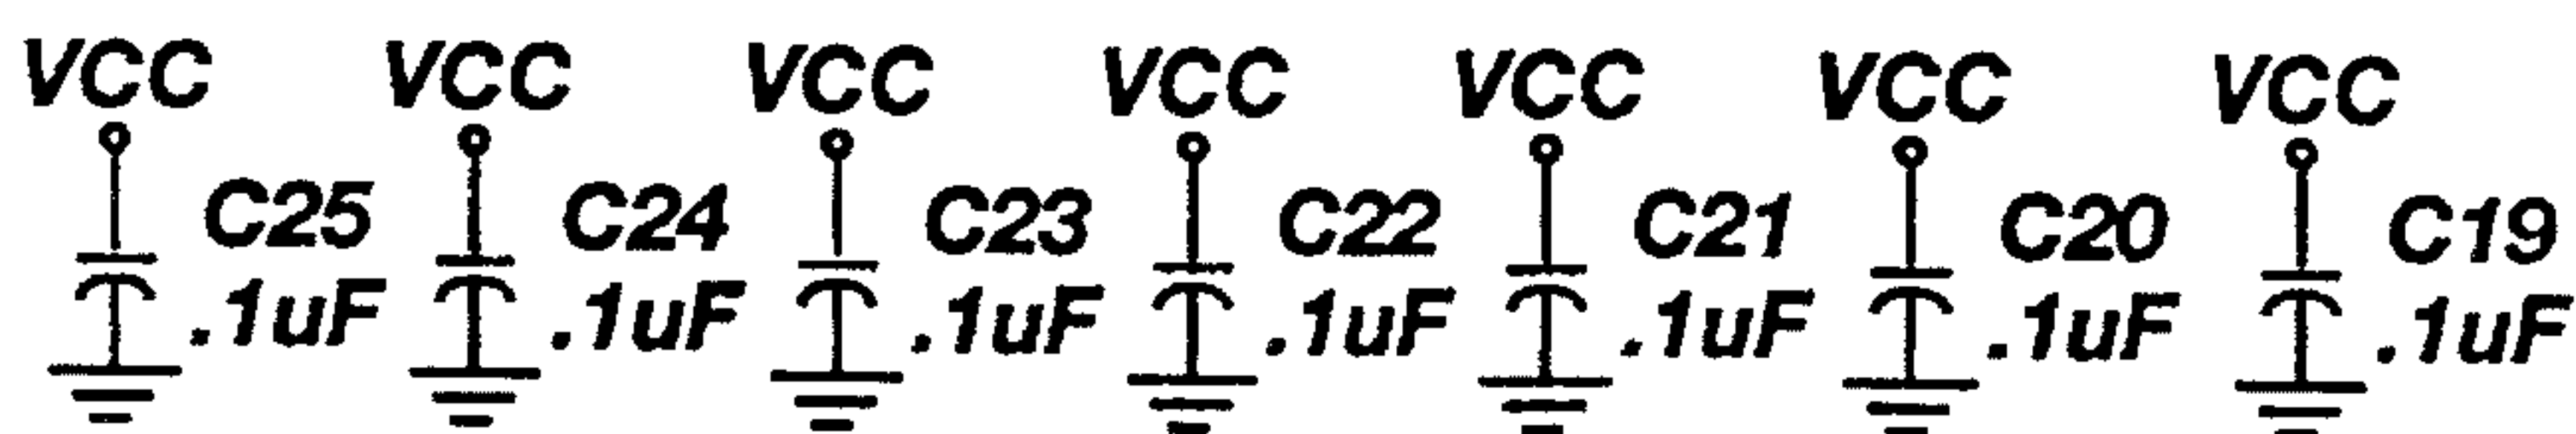 VCC VCC VCC VCC VCC VCC VCC
C25 C24 C23 C22 C21 C20 C19
.1uF .1uF .1uF .1uF .1uF .1uF .1uF